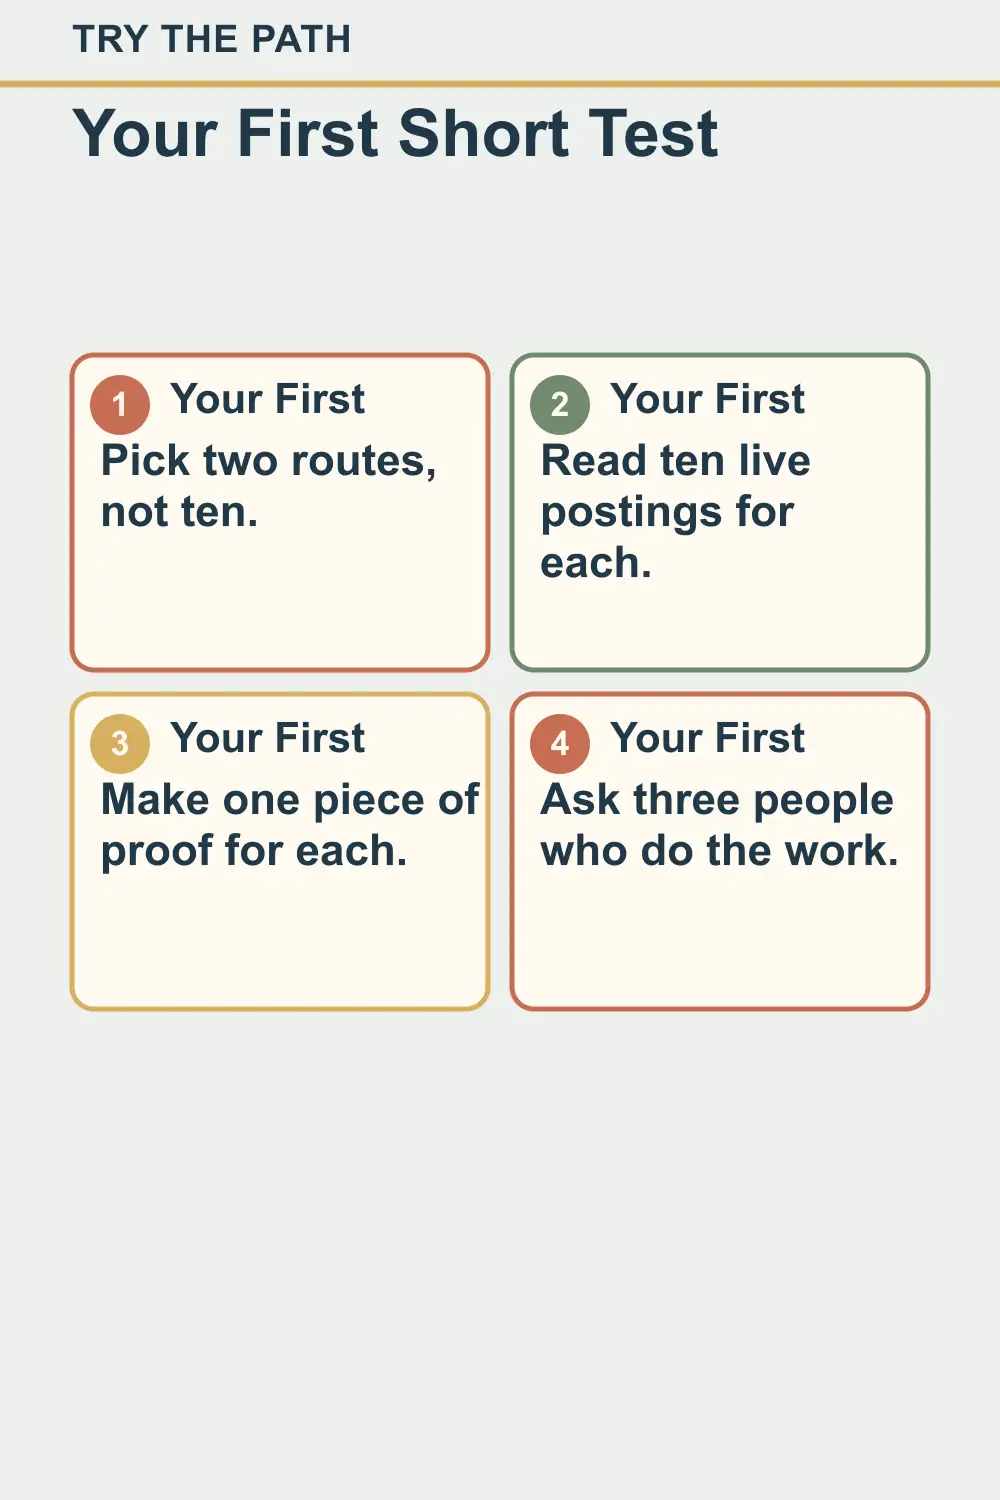 TRY THE PATH
Your First Short Test
1 Your First
Pick two routes,
not ten.
2 Your First
Read ten live
postings for
each.
3 Your First
Make one piece of
proof for each.
4 Your First
Ask three people
who do the work.